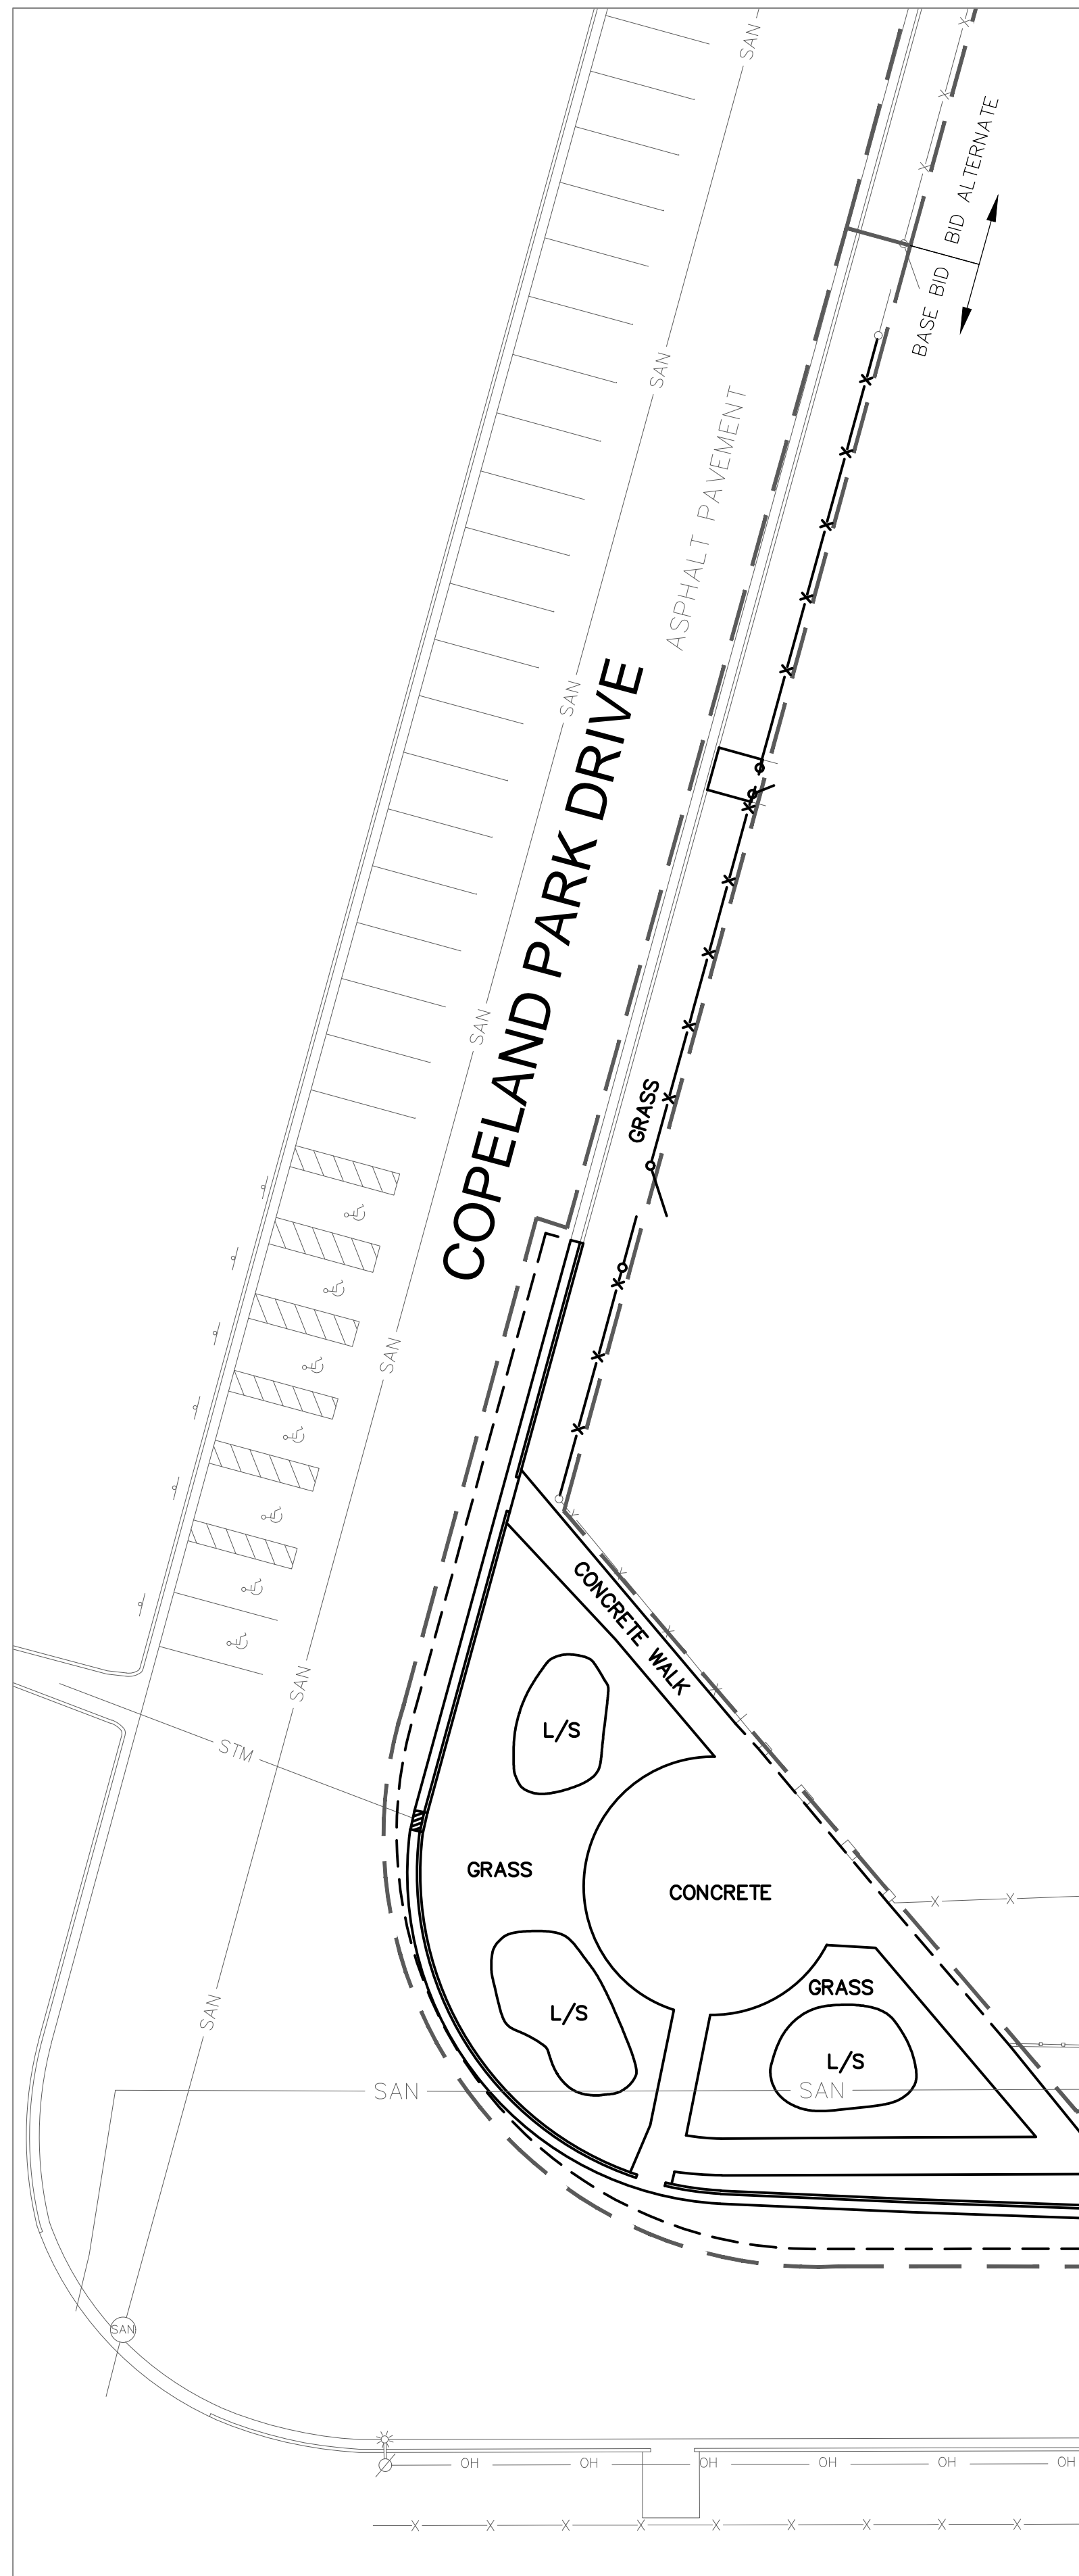 SAN
BID ALTERNATE
BASE BID
SAN
ASPHALT PAVEMENT
SAN
COPELAND PARK DRIVE
SAN
GRASS
SAN
CONCRETE WALK
SAN
L/S
STM
GRASS
CONCRETE
X
X
GRASS
SAN
L/S
L/S
SAN
SAN
SAN
OH
OH
OH
OH
OH
OH
X
X
X
X
X
X
X
X
X